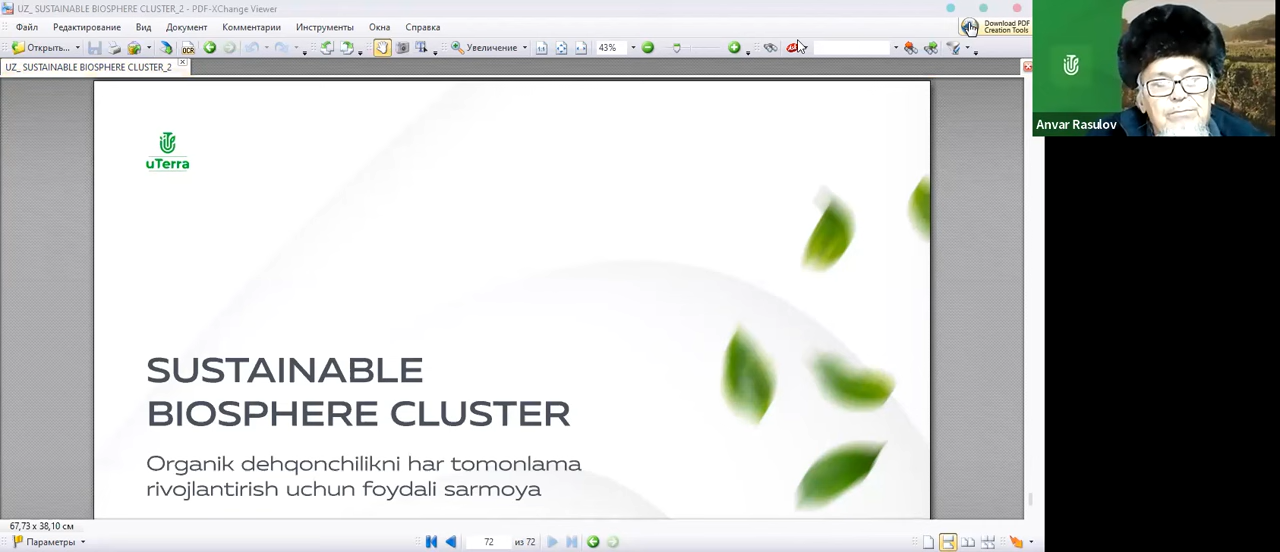 UZ_ SUSTAINABLE BIOSPHERE CLUSTER_2 - PDF-XChange Viewer
Файл Редактирование Вид Документ Комментарии Инструменты Окна Справка
Download PDF
Creation Tools
Открыть... OCR Увеличение 43%
UZ_ SUSTAINABLE BIOSPHERE CLUSTER_2
Anvar Rasulov
uTerra
SUSTAINABLE
BIOSPHERE CLUSTER
Organik dehqonchilikni har tomonlama
rivojlantirish uchun foydali sarmoya
67,73 x 38,10 см
Параметры 72 из 72